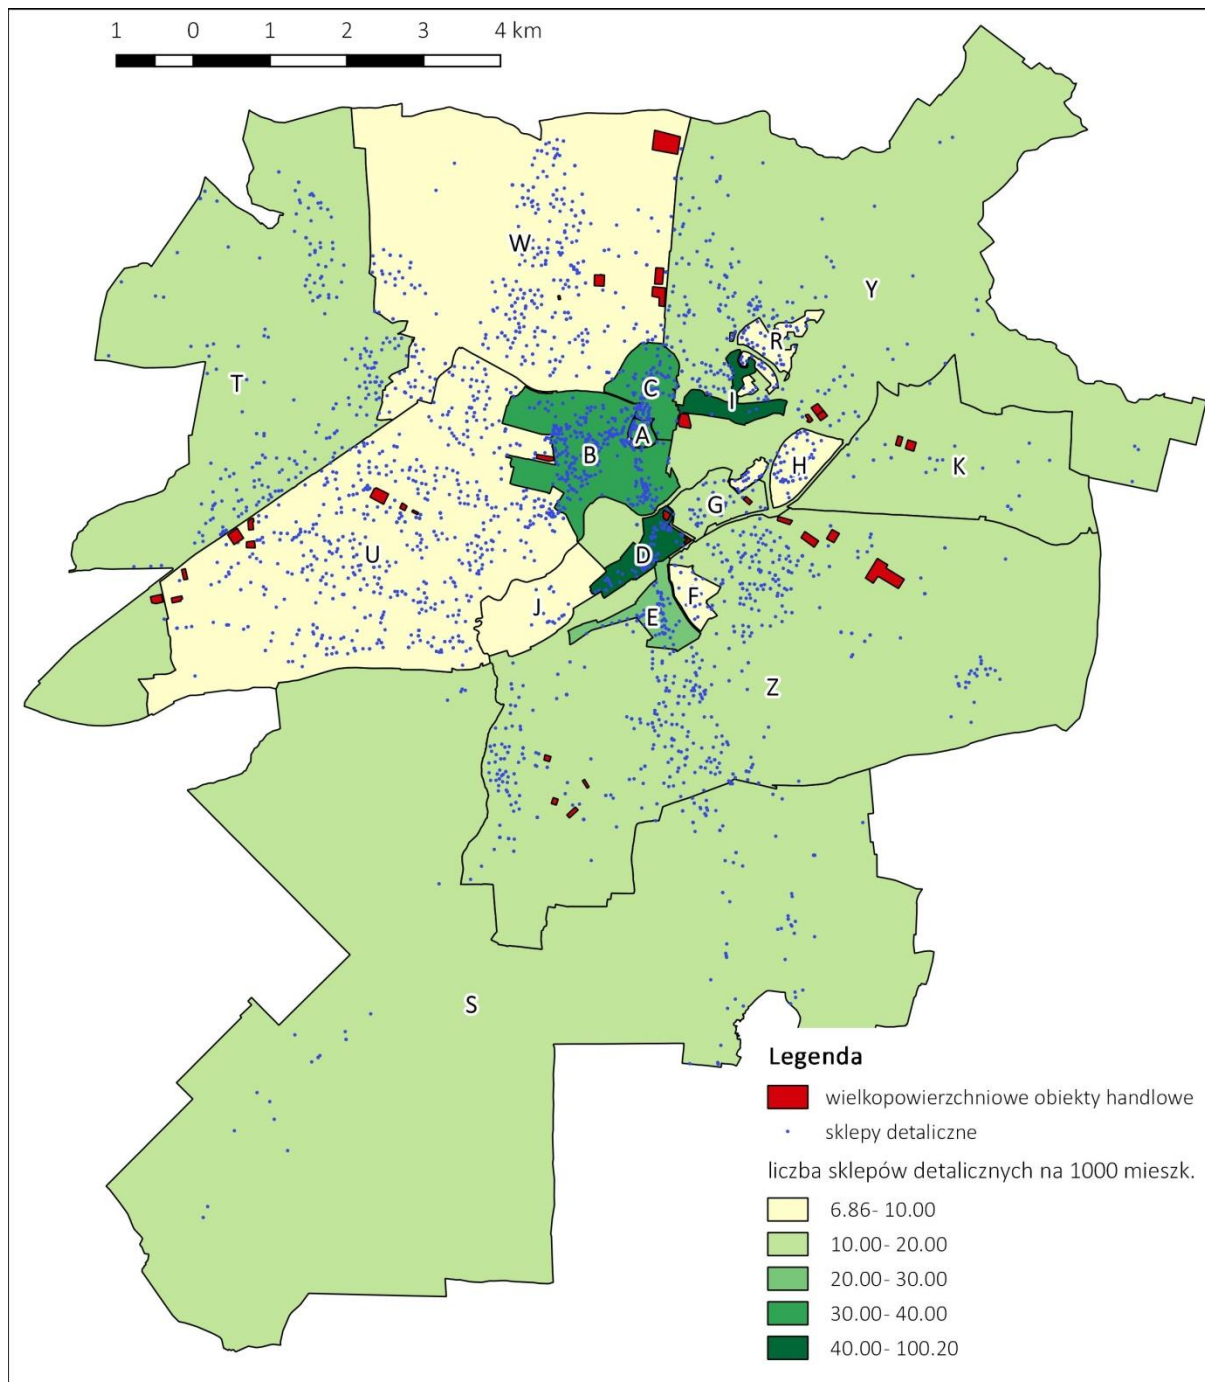 1 0 1 2 3 4 km
W
Y
R
C
I
T
A
B
H
K
G
U
D
J
F
E
Z
S
Legenda
wielkopowierzchniowe obiekty handlowe
sklepy detaliczne
liczba sklepów detalicznych na 1000 mieszk.
6.86- 10.00
10.00- 20.00
20.00- 30.00
30.00- 40.00
40.00- 100.20